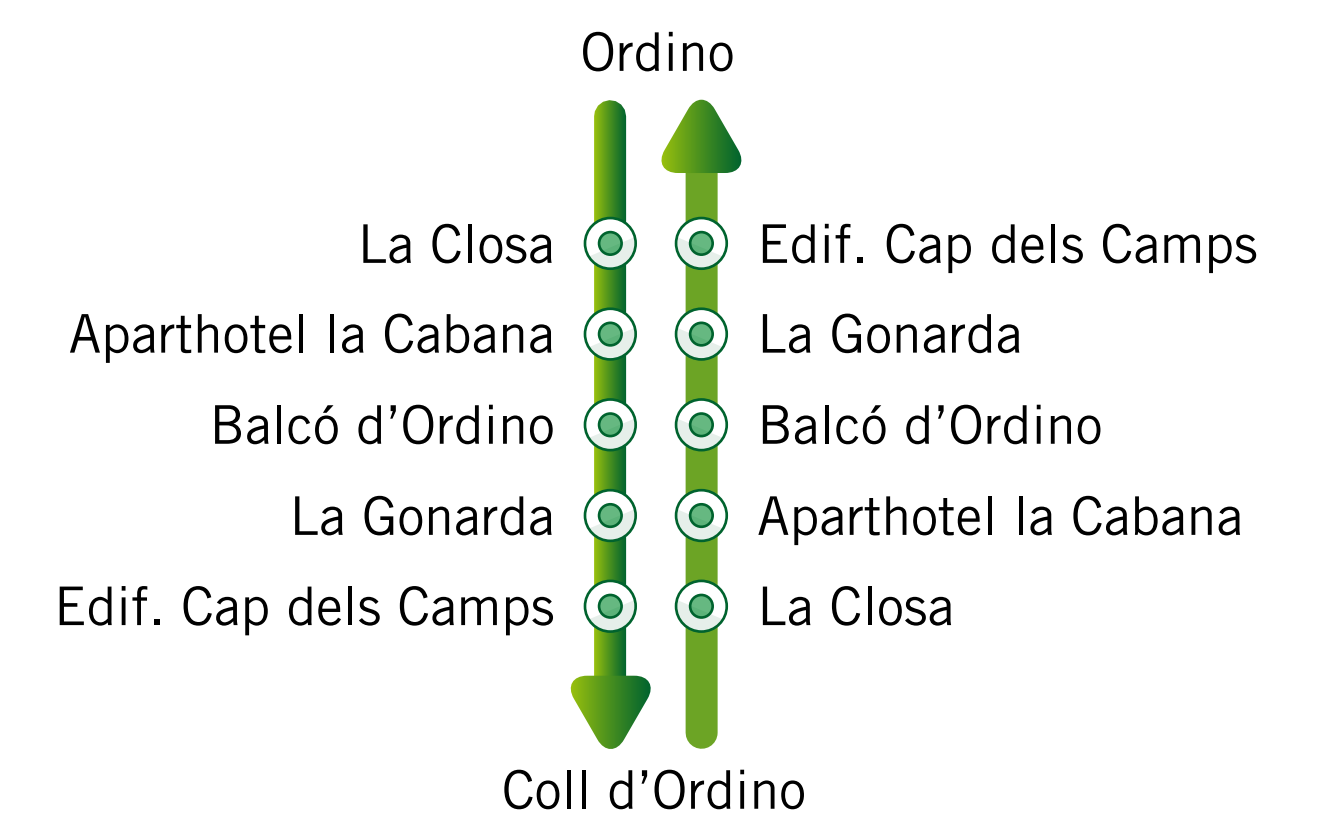 Ordino
La Closa
Edif. Cap dels Camps
Aparthotel la Cabana
La Gonarda
Balcó d’Ordino
Balcó d’Ordino
La Gonarda
Aparthotel la Cabana
Edif. Cap dels Camps
La Closa
Coll d’Ordino